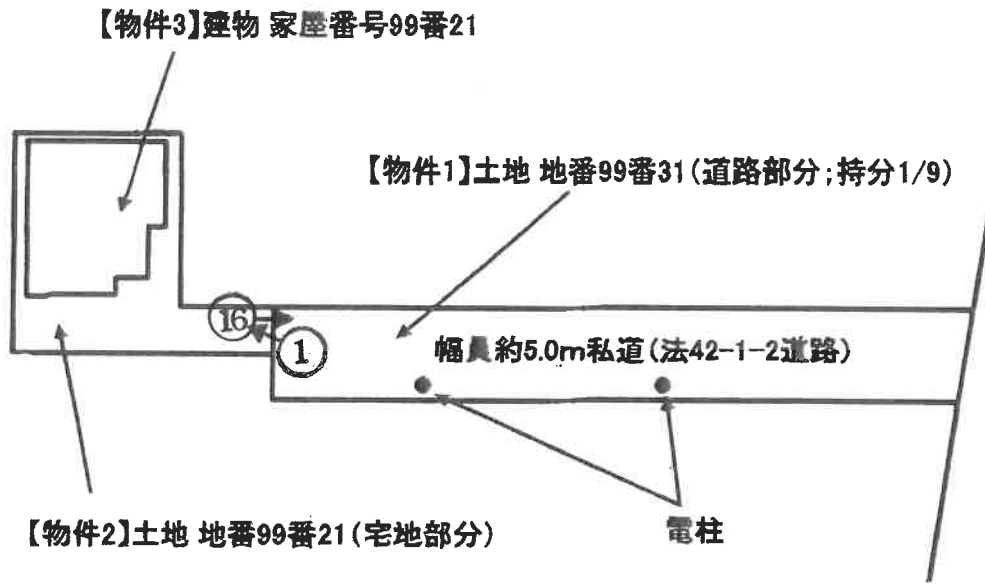 【物件3】建物 家屋番号99番21
【物件1】土地 地番99番31(道路部分;持分1/9)
16
1
幅員約5.0m私道(法42-1-2道路)
【物件2】土地 地番99番21(宅地部分)
電柱